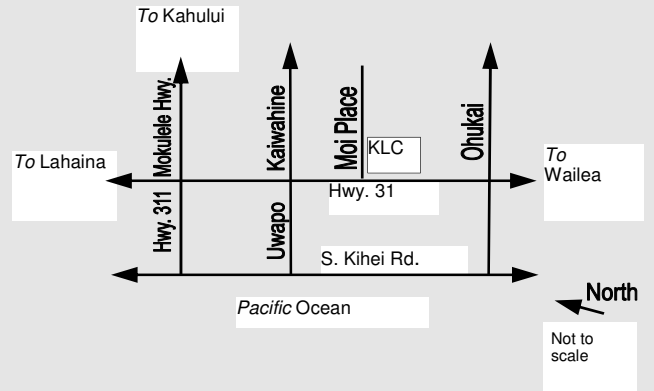 To Kahului
Mokulele Hwy.
Kaiwahine
Moi Place
Ohukai
KLC
To Lahaina
To
Wailea
Hwy. 31
Hwy. 311
Uwapo
S. Kihei Rd.
Pacific Ocean
North
Not to
scale